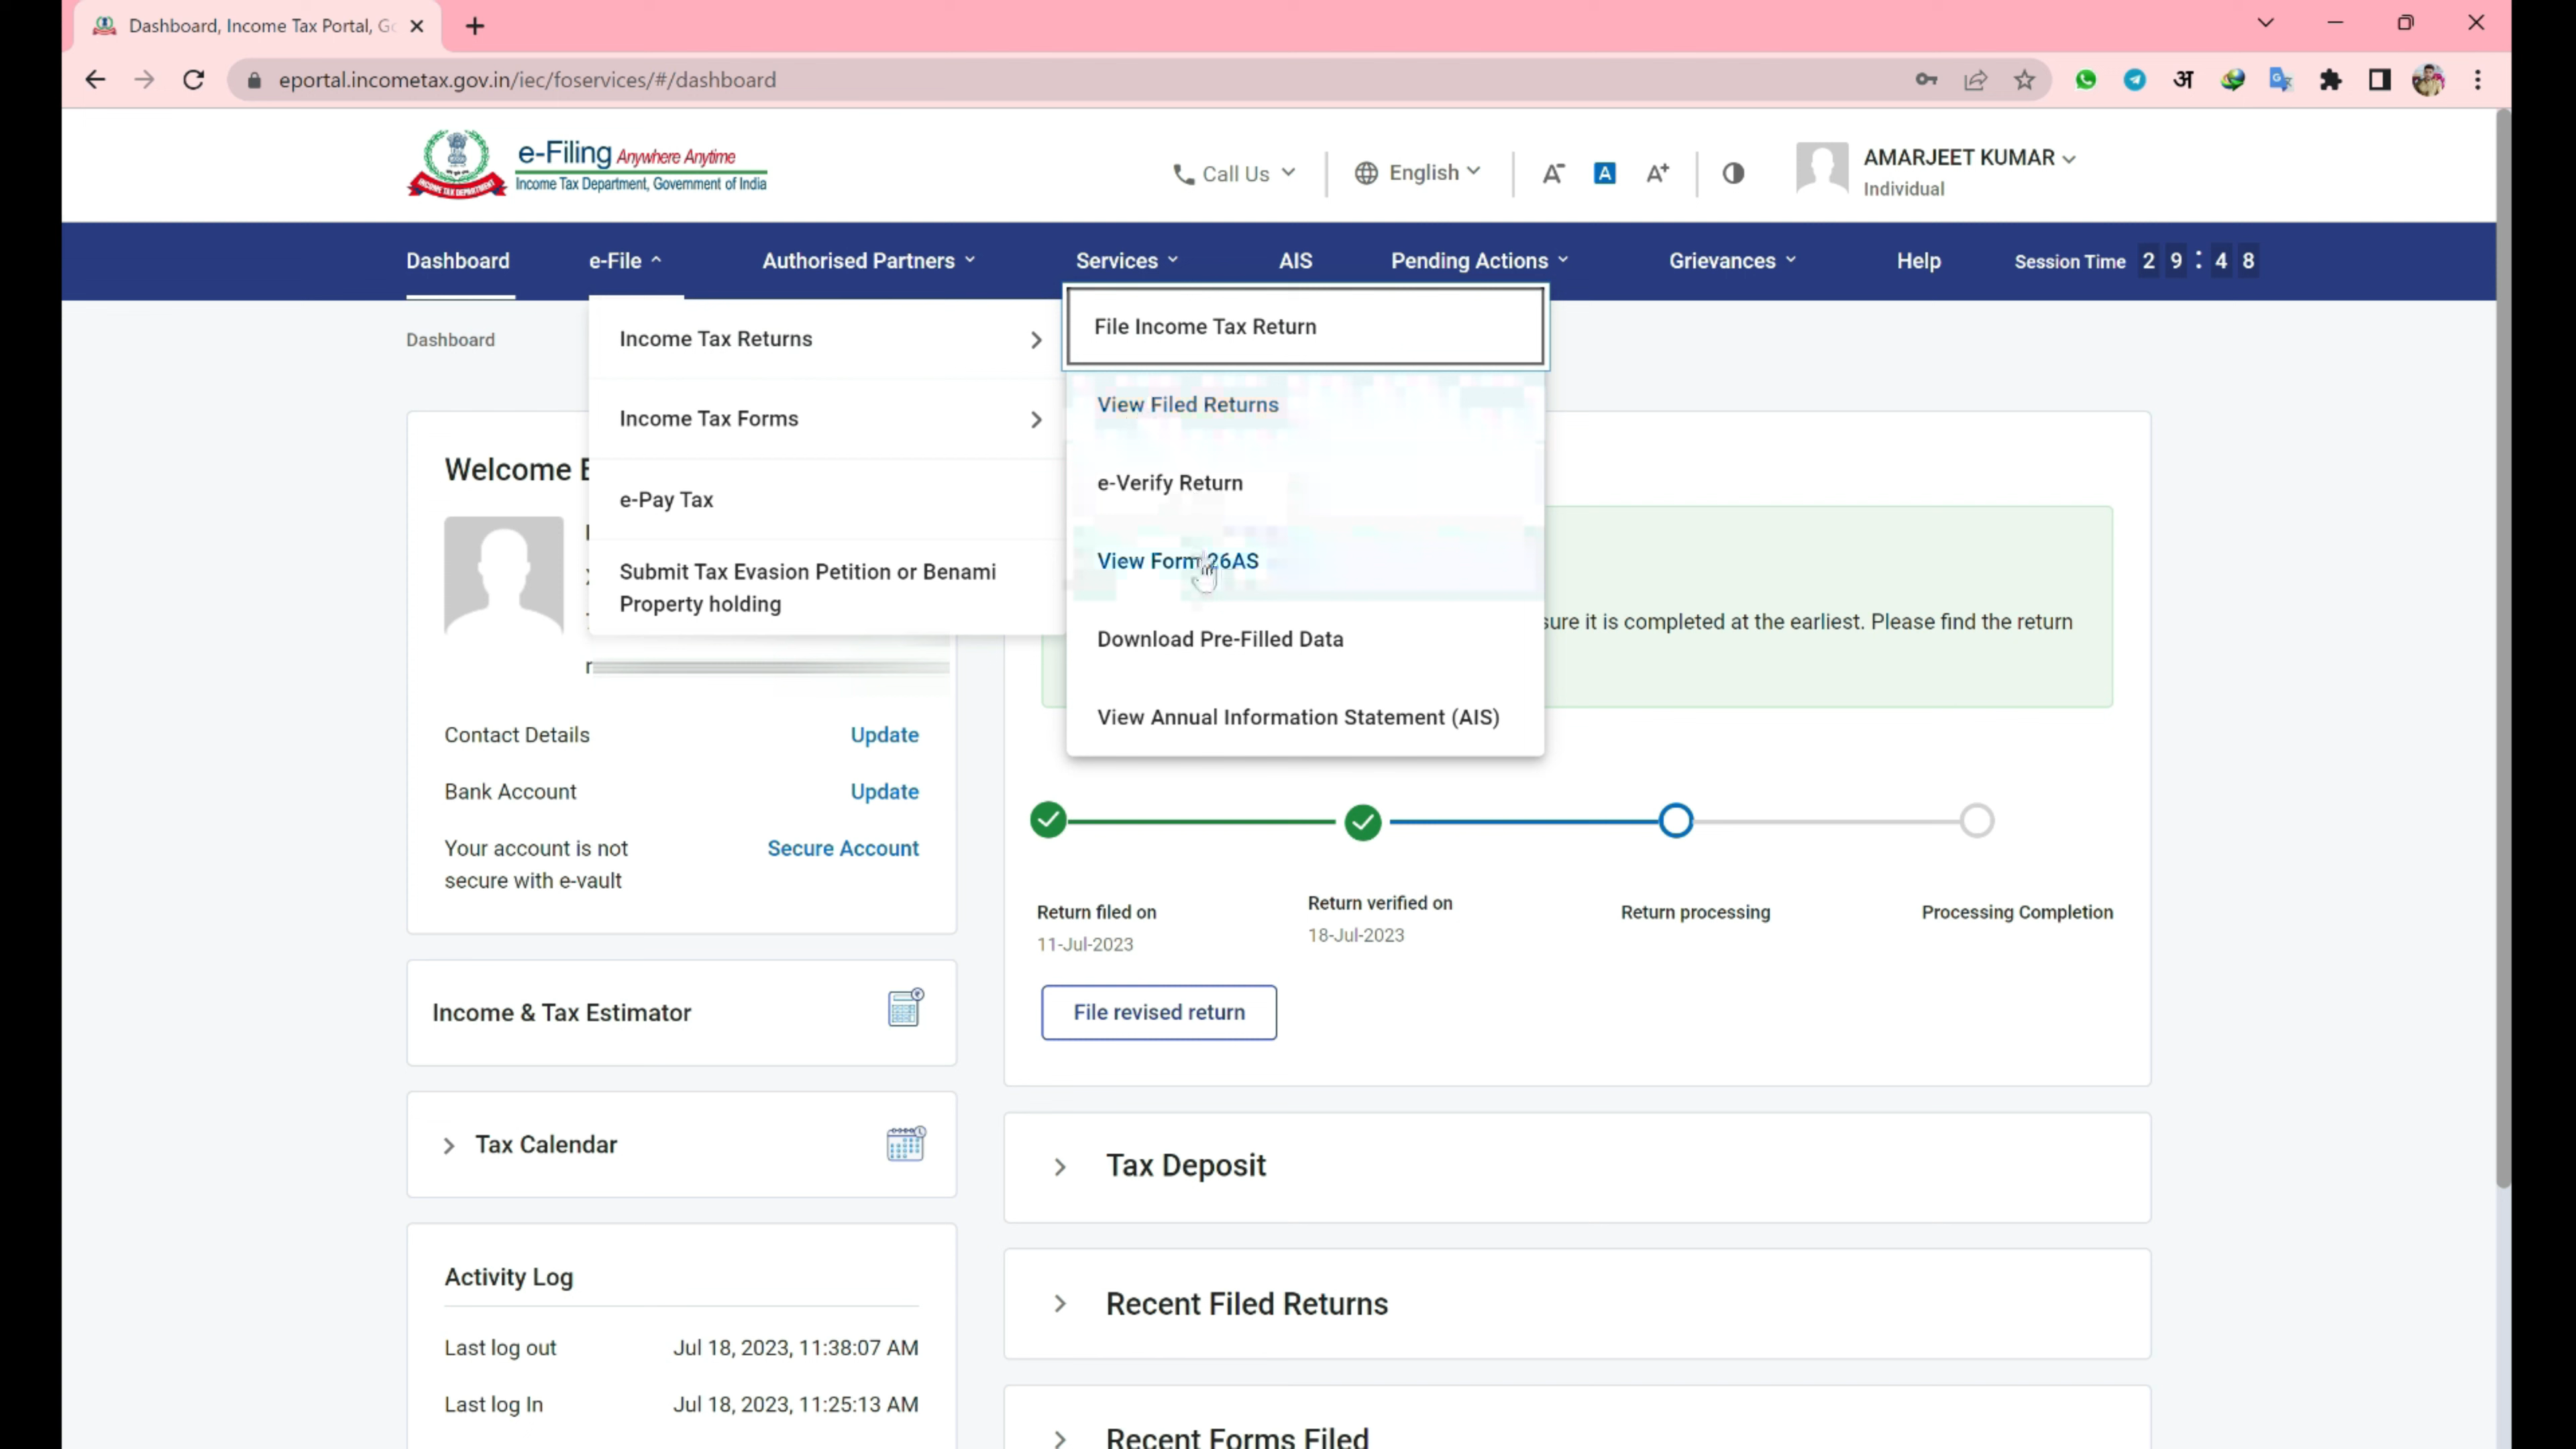 Dashboard, Income Tax Portal, Go
eportal.incometax.gov.in/iec/foservices/#/dashboard
e-Filing Anywhere Anytime
Income Tax Department, Government of India
INCOME TAX DEPARTMENT
Call Us
English
A-
A
A+
AMARJEET KUMAR
Individual
Dashboard
e-File
Authorised Partners
Services
AIS
Pending Actions
Grievances
Help
Session Time 29:48
Dashboard
Income Tax Returns
Income Tax Forms
e-Pay Tax
Submit Tax Evasion Petition or Benami
Property holding
File Income Tax Return
View Filed Returns
e-Verify Return
View Form 26AS
Download Pre-Filled Data
View Annual Information Statement (AIS)
Welcome
sure it is completed at the earliest. Please find the return
Contact Details Update
Bank Account Update
Your account is not Secure Account
secure with e-vault
Return filed on
11-Jul-2023
Return verified on
18-Jul-2023
Return processing
Processing Completion
File revised return
Income & Tax Estimator
Tax Calendar
Activity Log
Last log out Jul 18, 2023, 11:38:07 AM
Last log In Jul 18, 2023, 11:25:13 AM
Tax Deposit
Recent Filed Returns
Recent Forms Filed